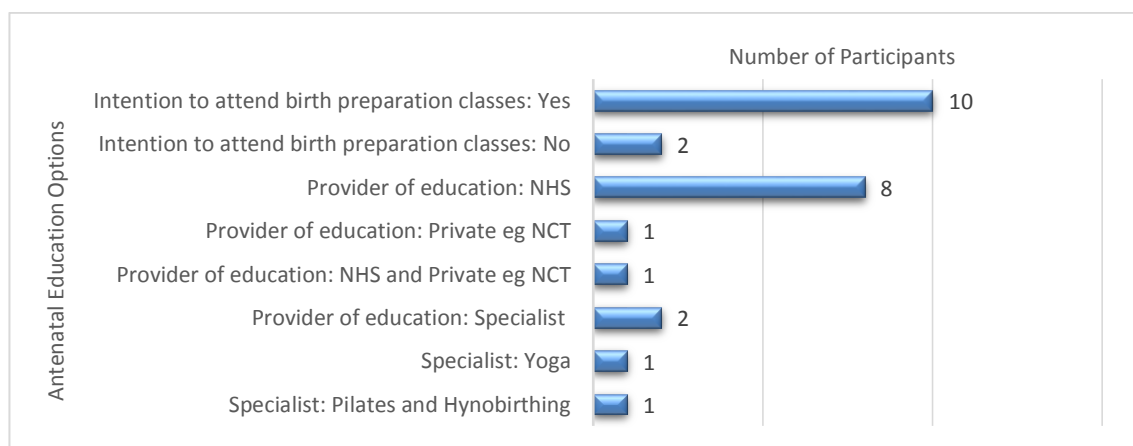 Number of Participants
Antenatal Education Options
Intention to attend birth preparation classes: Yes
10
Intention to attend birth preparation classes: No
2
Provider of education: NHS
8
Provider of education: Private eg NCT
1
Provider of education: NHS and Private eg NCT
1
Provider of education: Specialist
2
Specialist: Yoga
1
Specialist: Pilates and Hynobirthing
1